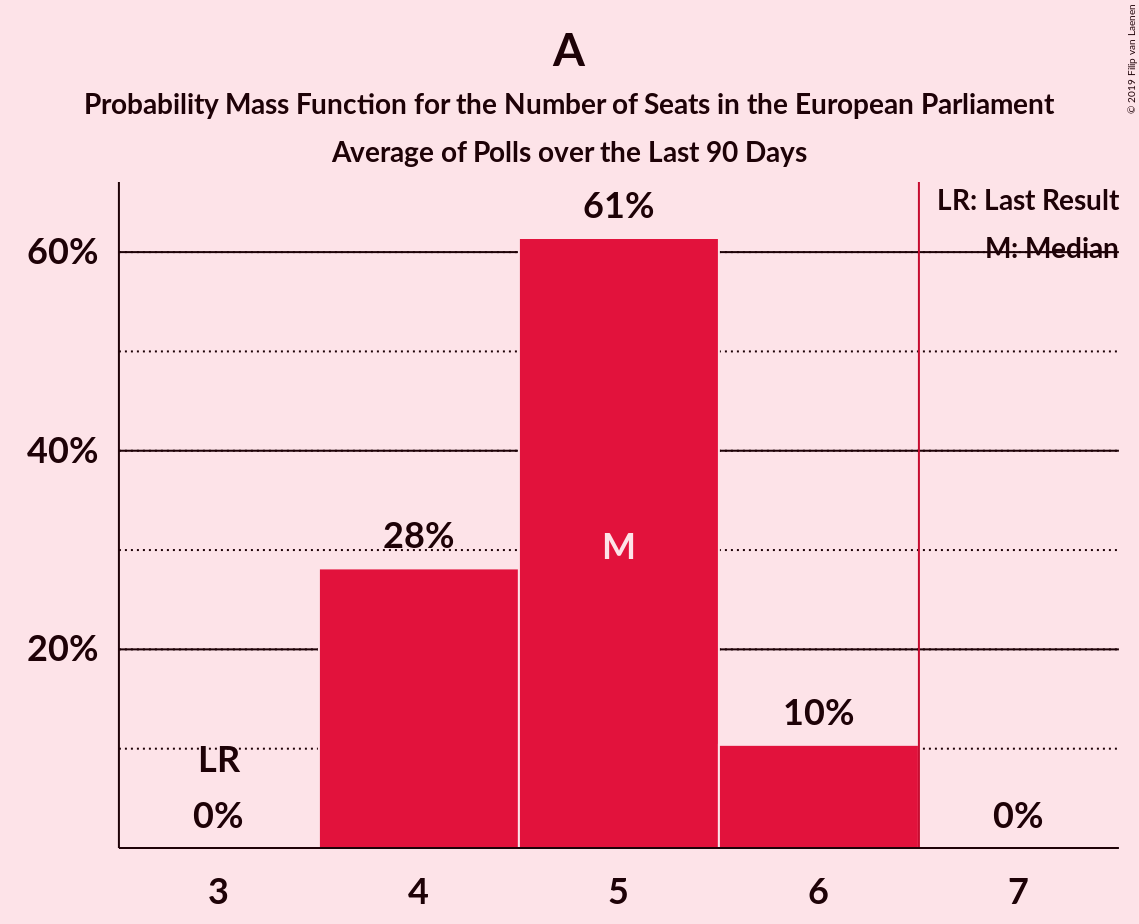 A
Probability Mass Function for the Number of Seats in the European Parliament
Average of Polls over the Last 90 Days
© 2019 Filip van Laenen
LR: Last Result
M: Median
61%
60%
40%
28%
M
20%
10%
LR
0%
0%
3 4 5 6 7